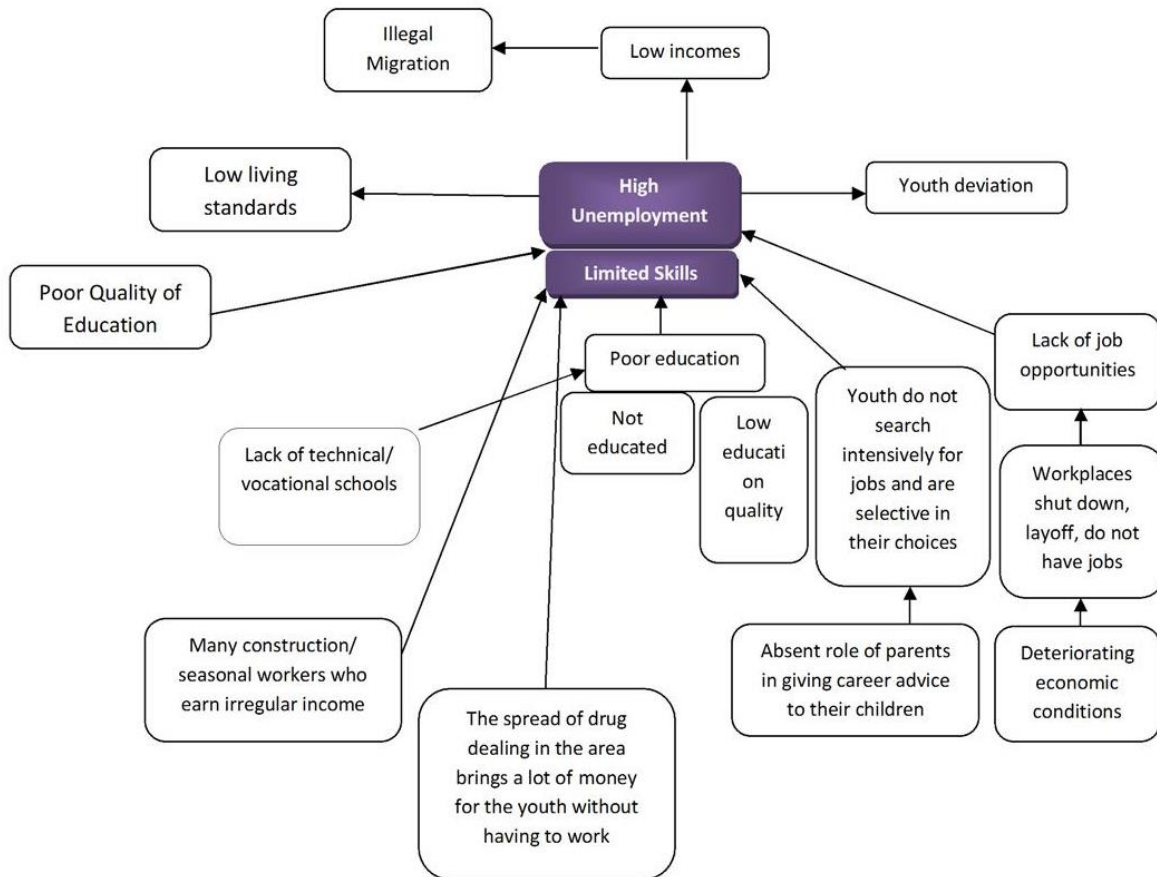 Illegal
Migration
Low incomes
Low living
standards
High
Unemployment
Youth deviation
Limited Skills
Poor Quality of
Education
Poor education
Not
educated
Low
educati
on
quality
Lack of technical/
vocational schools
Youth do not
search
intensively for
jobs and are
selective in
their choices
Lack of job
opportunities
Workplaces
shut down,
layoff, do not
have jobs
Many construction/
seasonal workers who
earn irregular income
The spread of drug
dealing in the area
brings a lot of money
for the youth without
having to work
Absent role of parents
in giving career advice
to their children
Deteriorating
economic
conditions